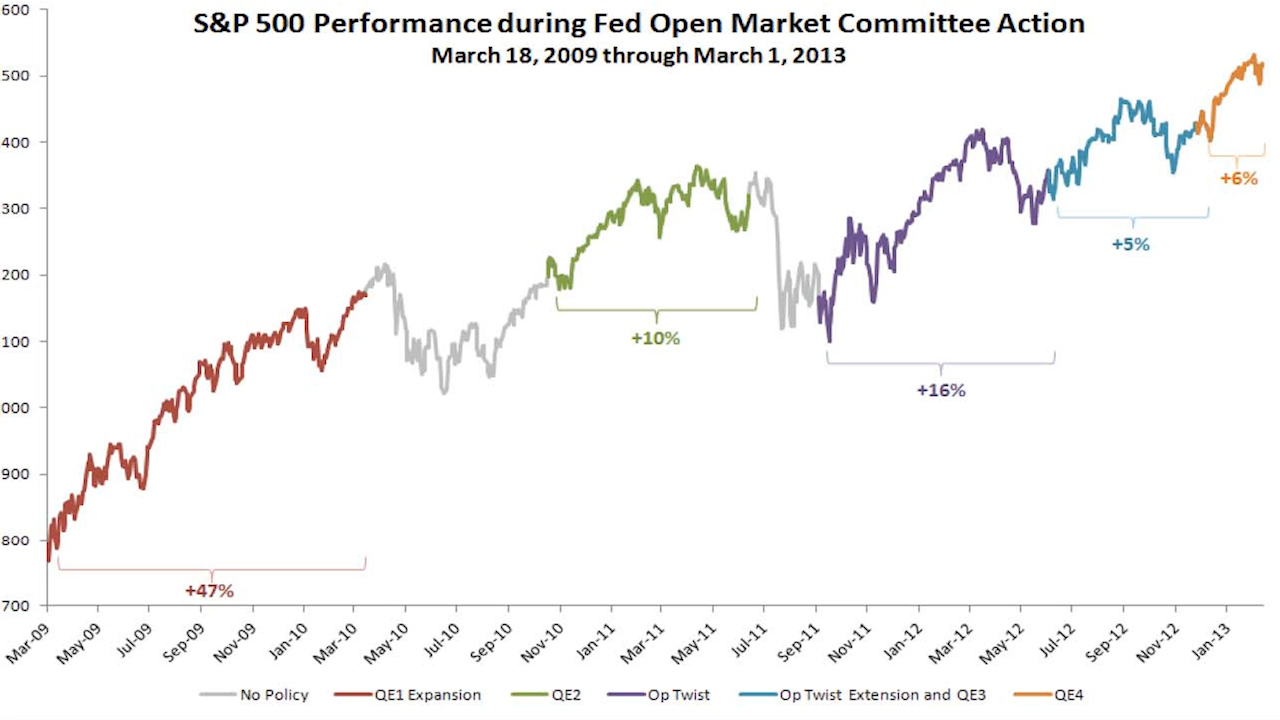 S&P 500 Performance during Fed Open Market Committee Action
March 18, 2009 through March 1, 2013
600
500
400
300
200
100
000
900
800
700
+47%
+10%
+16%
+5%
+6%
Mar-09
May-09
Jul-09
Sep-09
Nov-09
Jan-10
Mar-10
May-10
Jul-10
Sep-10
Nov-10
Jan-11
Mar-11
May-11
Jul-11
Sep-11
Nov-11
Jan-12
Mar-12
May-12
Jul-12
Sep-12
Nov-12
Jan-13
No Policy
QE1 Expansion
QE2
Op Twist
Op Twist Extension and QE3
QE4